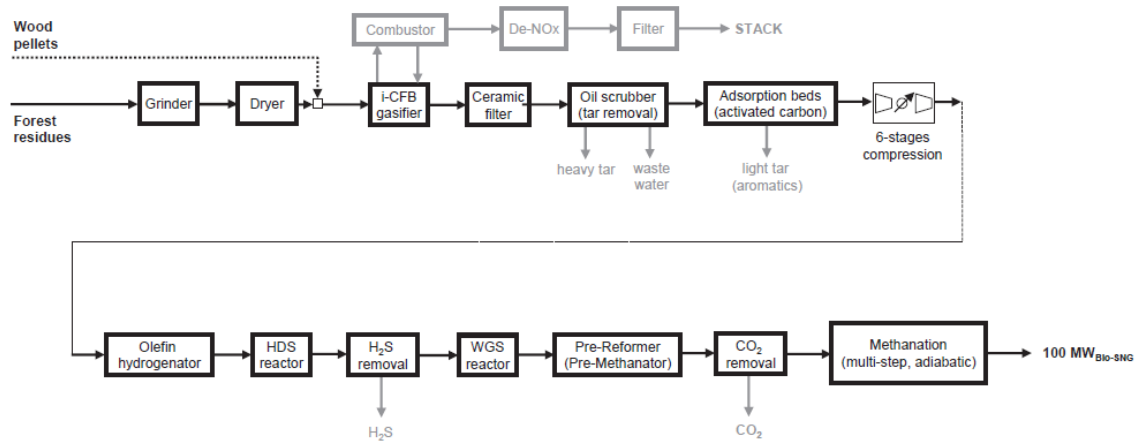 Wood
pellets
Combustor
De-NOx
Filter
STACK
Forest
residues
Grinder
Dryer
i-CFB
gasifier
Ceramic
filter
Oil scrubber
(tar removal)
Adsorption beds
(activated carbon)
6-stages
compression
heavy tar
waste
water
light tar
(aromatics)
Olefin
hydrogenator
HDS
reactor
H₂S
removal
WGS
reactor
Pre-Reformer
(Pre-Methanator)
CO₂
removal
Methanation
(multi-step, adiabatic)
100 MW_Bio-SNG
H₂S
CO₂